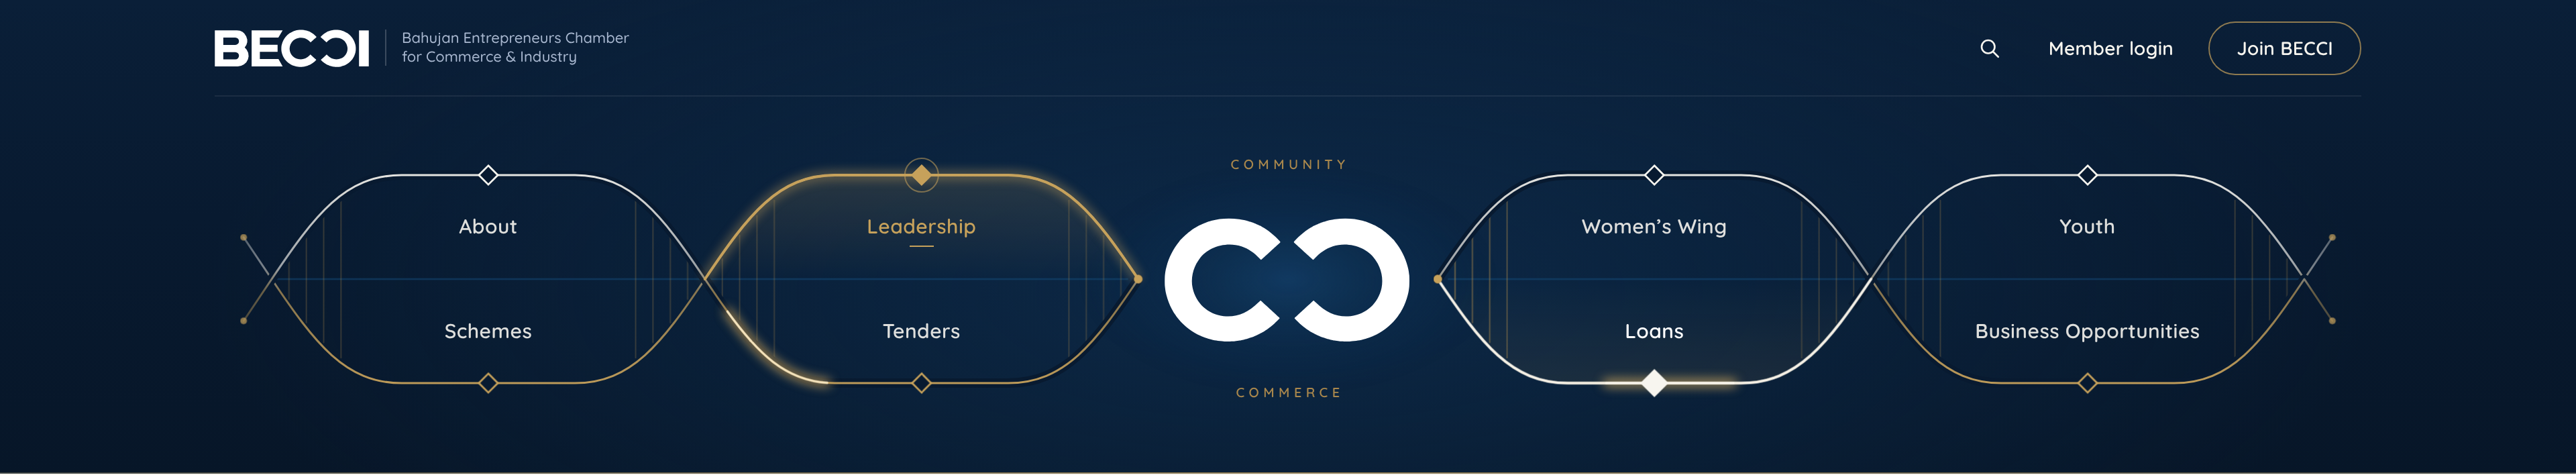 BECCI
Bahujan Entrepreneurs Chamber
for Commerce & Industry
Member login
Join BECCI
COMMUNITY
About
Leadership
Women’s Wing
Youth
CC
Schemes
Tenders
Loans
Business Opportunities
COMMERCE